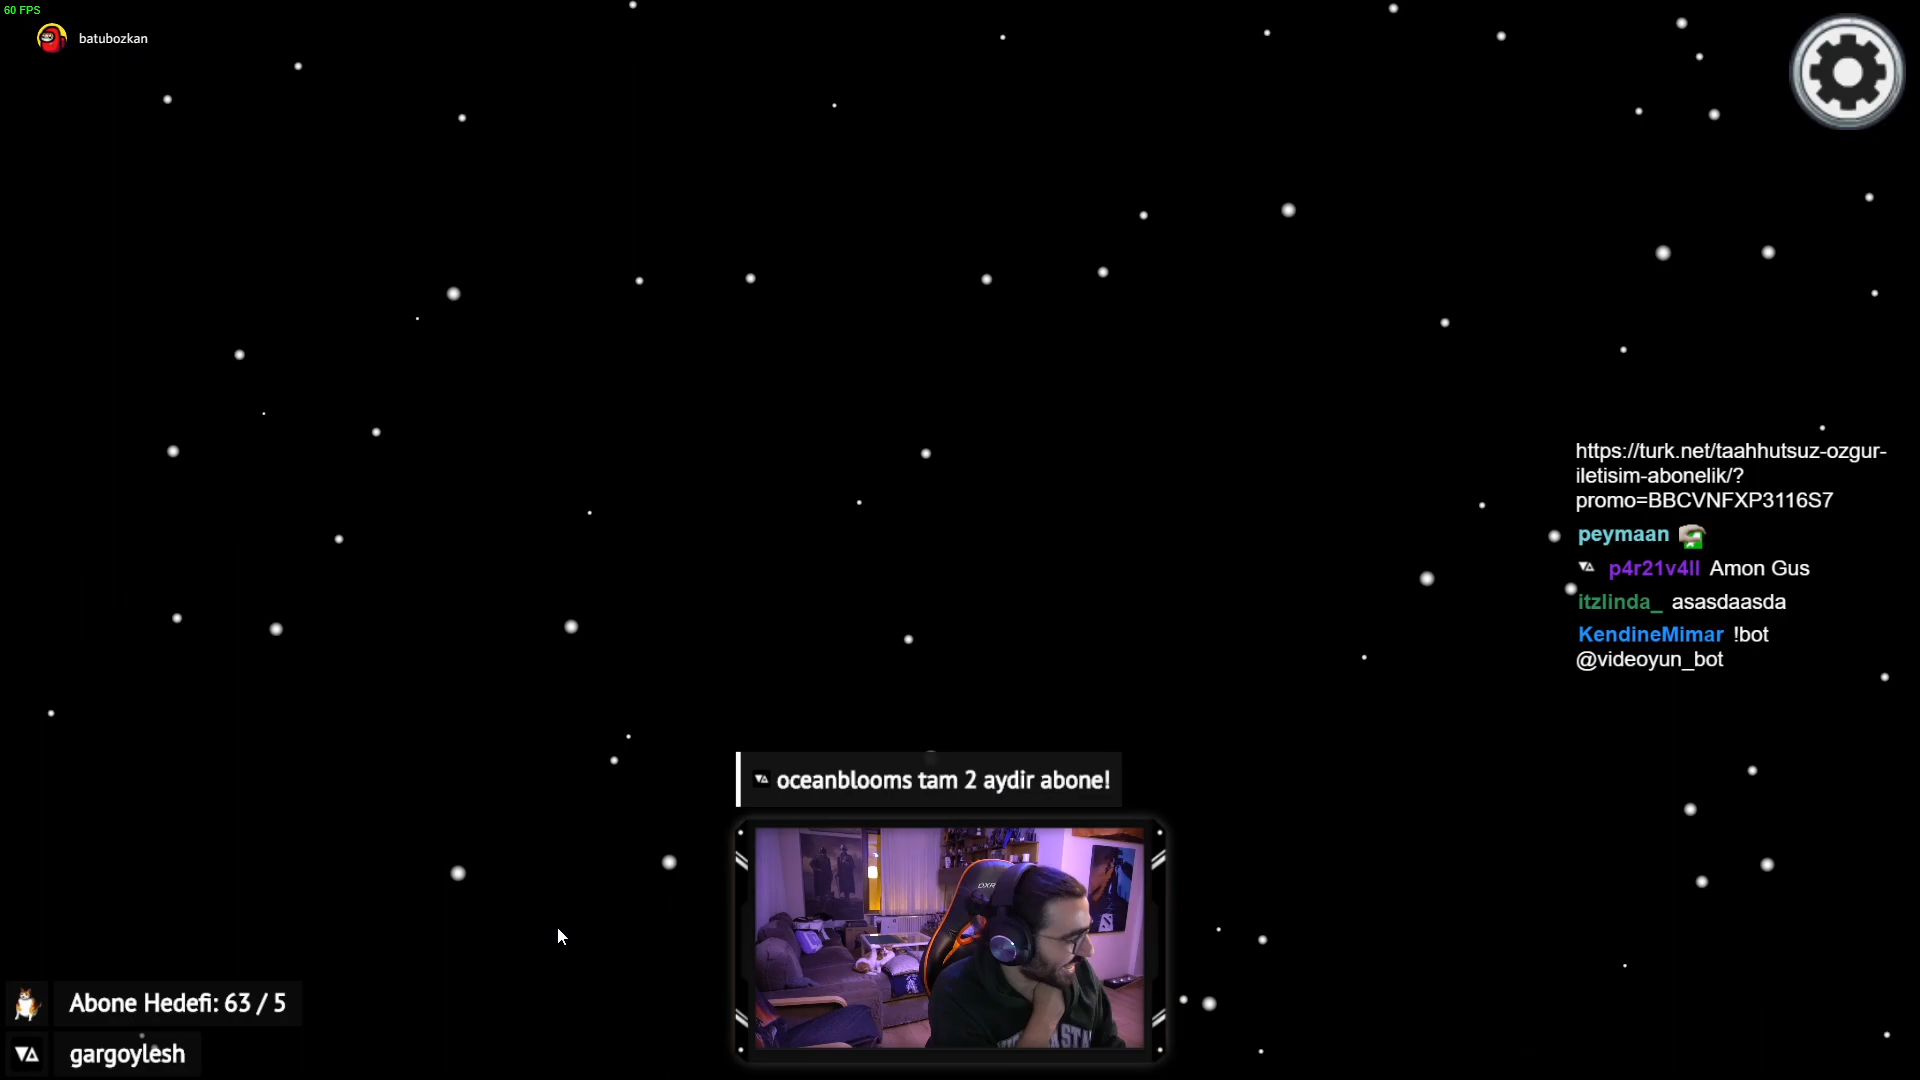 60 FPS
batubozkan
https://turk.net/taahhutsuz-ozgur-
iletisim-abonelik/?
promo=BBCVNFXP3116S7
peymaan
p4r21v4ll Amon Gus
itzlinda_ asasdaasda
KendineMimar !bot
@videoyun_bot
oceanblooms tam 2 aydir abone!
DXR
Abone Hedefi: 63 / 5
gargoylesh